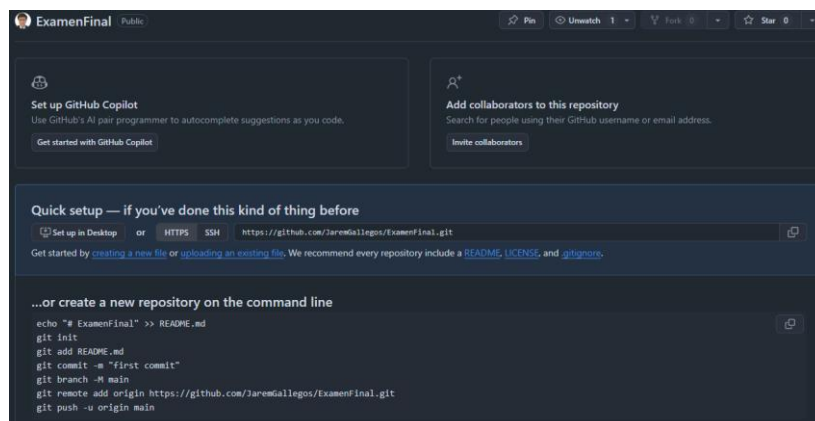 ExamenFinal Public
Pin Unwatch 1 Fork 0 Star 0
Set up GitHub Copilot
Use GitHub's AI pair programmer to autocomplete suggestions as you code.
Get started with GitHub Copilot
Add collaborators to this repository
Search for people using their GitHub username or email address.
Invite collaborators
Quick setup — if you've done this kind of thing before
Set up in Desktop or HTTPS SSH https://github.com/JaremGallegos/ExamenFinal.git
Get started by creating a new file or uploading an existing file. We recommend every repository include a README, LICENSE, and .gitignore.
...or create a new repository on the command line
echo "# ExamenFinal" >> README.md
git init
git add README.md
git commit -m "first commit"
git branch -M main
git remote add origin https://github.com/JaremGallegos/ExamenFinal.git
git push -u origin main